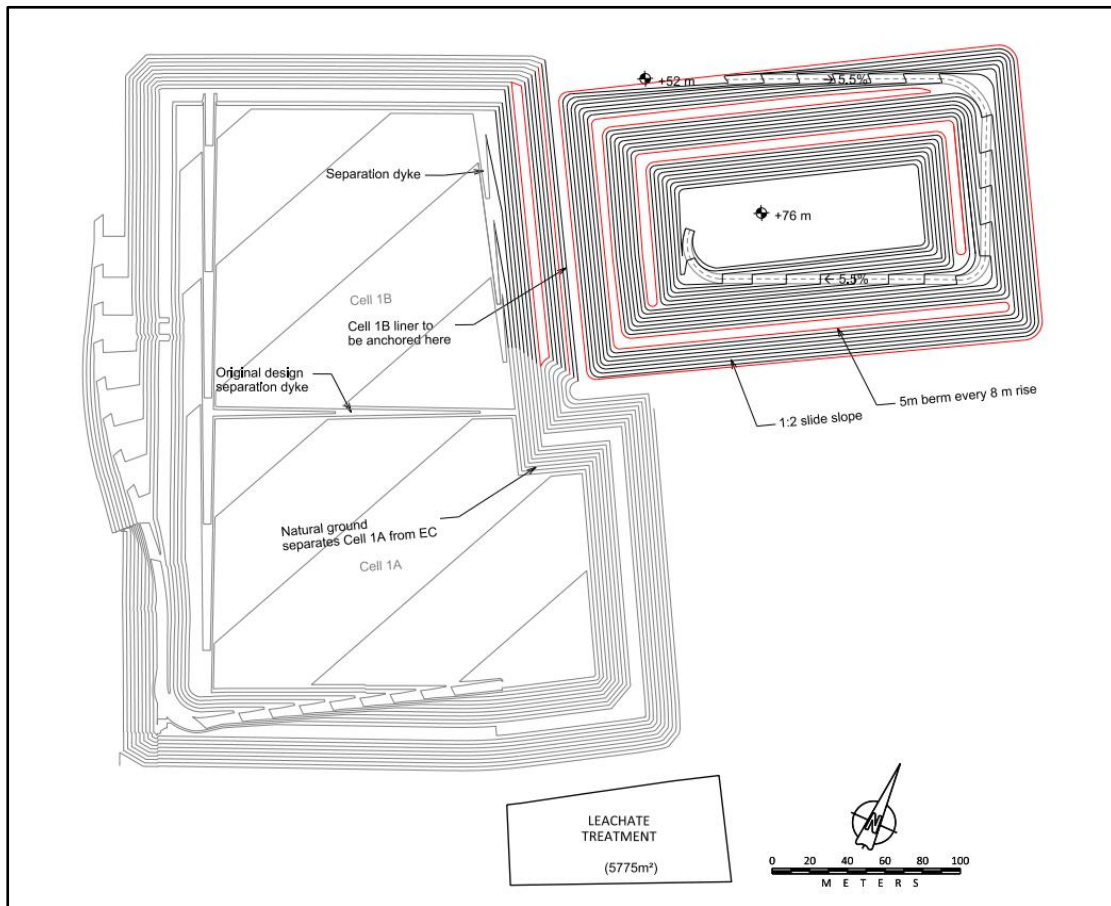 +52 m
5.5%
Separation dyke
+76 m
Cell 1B
5.5%
Cell 1B liner to
be anchored here
Original design
separation dyke
5m berm every 8 m rise
1:2 slide slope
Natural ground
separates Cell 1A from EC
Cell 1A
LEACHATE
TREATMENT
(5775m²)
N
0 20 40 60 80 100
METERS